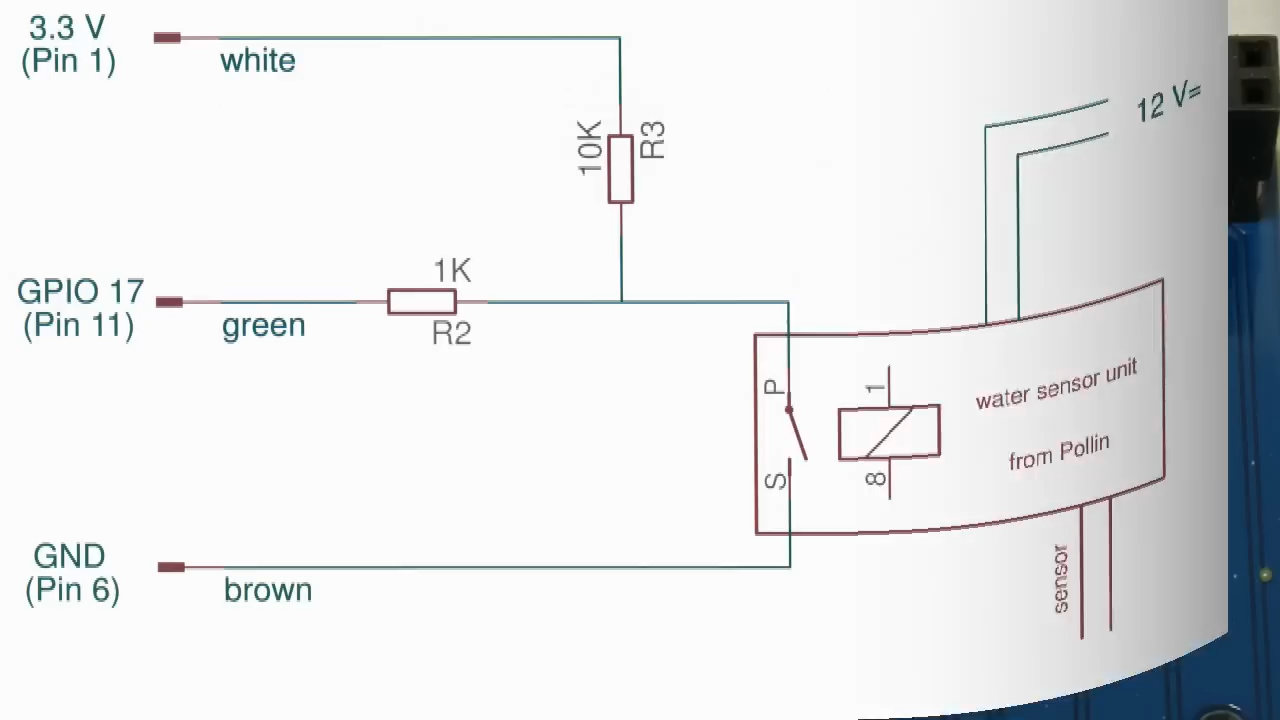 3.3 V
(Pin 1)
white
10K
R3
12 V=
GPIO 17
(Pin 11)
green
1K
R2
P
S
1
8
water sensor unit
from Pollin
GND
(Pin 6)
brown
sensor